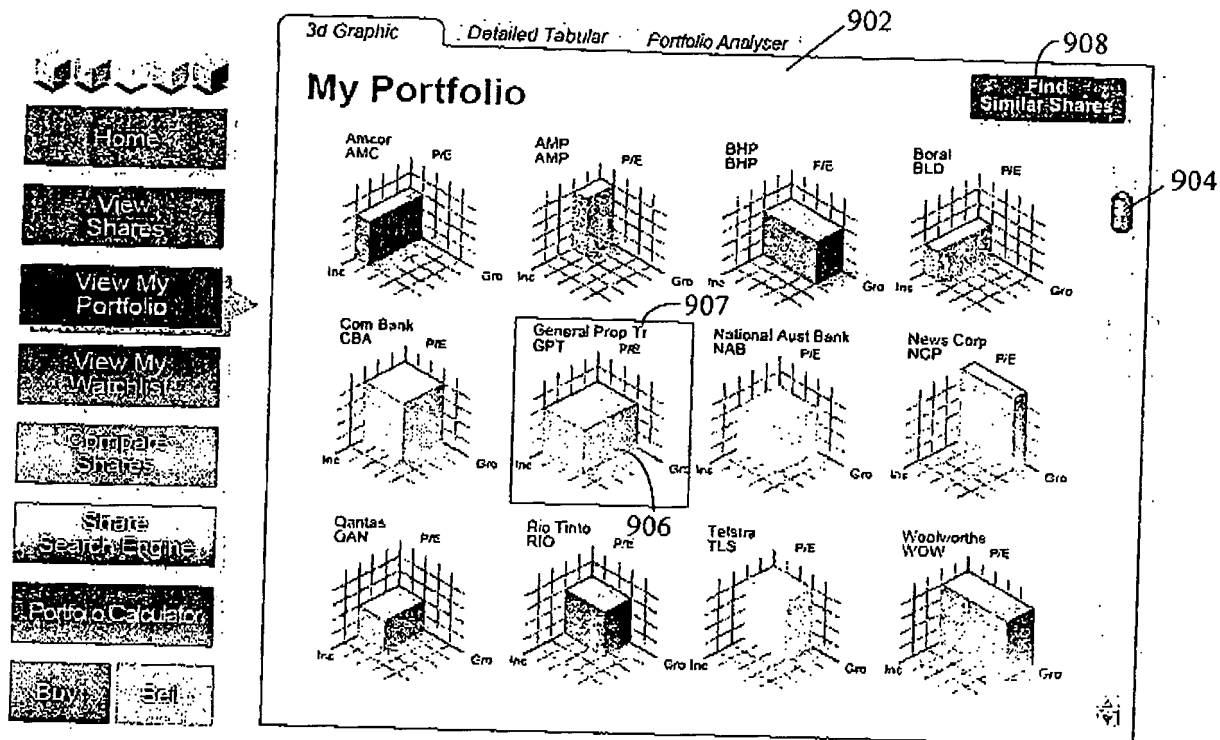 3d Graphic
Detailed Tabular
Portfolio Analyser
902
908
My Portfolio
Find
Similar Shares
904
Home
View
Shares
View My
Portfolio
View My
Watchlist
Compare
Shares
Share
Search Engine
Portfolio Calculator
Buy
Sell
Amcor
AMC
P/E
Inc
Gro
AMP
AMP
P/E
Inc
Gro
BHP
BHP
P/E
Inc
Gro
Boral
BLD
P/E
Inc
Gro
Com Bank
CBA
P/E
Inc
Gro
907
General Prop Tr
GPT
P/E
Inc
Gro
906
National Aust Bank
NAB
P/E
Inc
Gro
News Corp
NCP
P/E
Inc
Gro
Qantas
QAN
P/E
Inc
Gro
Rio Tinto
RIO
P/E
Inc
Gro
Telstra
TLS
P/E
Inc
Gro
Woolworths
WOW
P/E
Inc
Gro